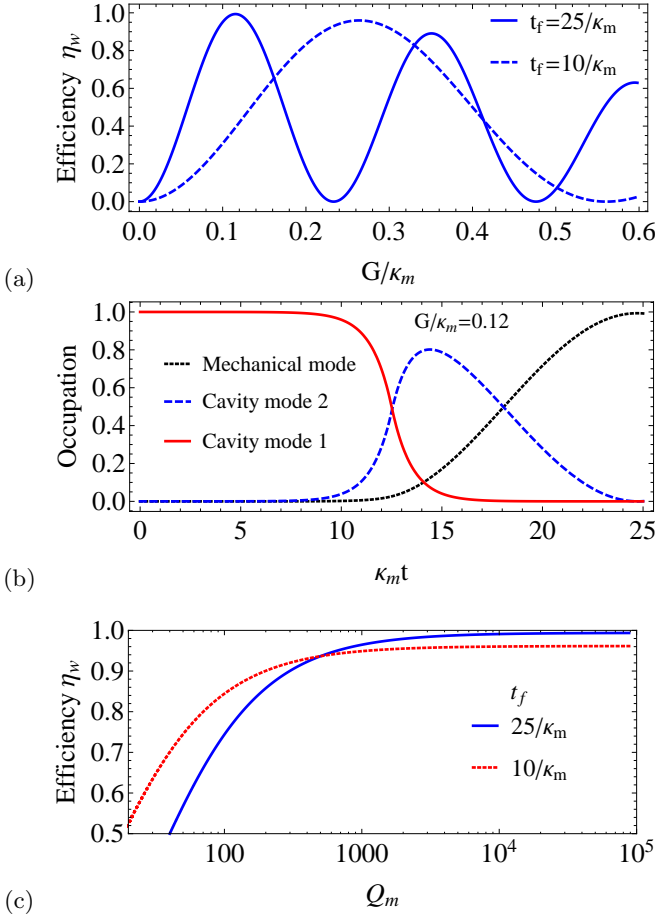 1.0
0.8
0.6
0.4
0.2
0.0
Efficiency η_w
t_f=25/κ_m
t_f=10/κ_m
0.0 0.1 0.2 0.3 0.4 0.5 0.6
G/κ_m
(a)
1.0
0.8
0.6
0.4
0.2
0.0
Occupation
G/κ_m=0.12
Mechanical mode
Cavity mode 2
Cavity mode 1
0 5 10 15 20 25
κ_m t
(b)
1.0
0.9
0.8
0.7
0.6
0.5
Efficiency η_w
t_f
25/κ_m
10/κ_m
100 1000 10^4 10^5
Q_m
(c)